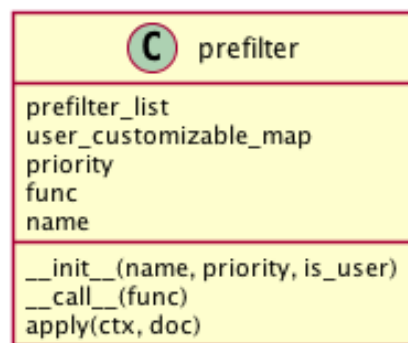 C prefilter
prefilter_list
user_customizable_map
priority
func
name
__init__(name, priority, is_user)
__call__(func)
apply(ctx, doc)